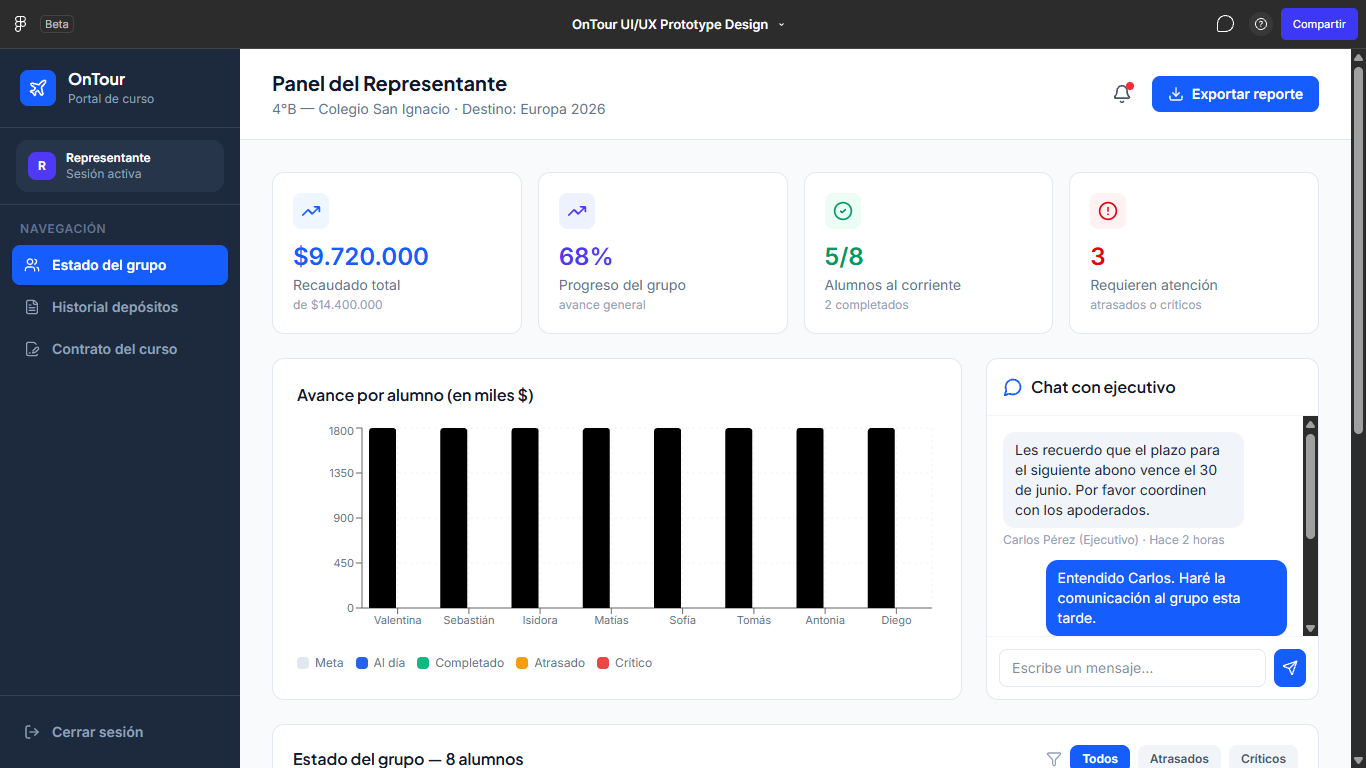 Beta
OnTour UI/UX Prototype Design
Compartir
OnTour
Portal de curso
R
Representante
Sesión activa
NAVEGACIÓN
Estado del grupo
Historial depósitos
Contrato del curso
Cerrar sesión
Panel del Representante
4°B — Colegio San Ignacio · Destino: Europa 2026
Exportar reporte
$9.720.000
Recaudado total
de $14.400.000
68%
Progreso del grupo
avance general
5/8
Alumnos al corriente
2 completados
3
Requieren atención
atrasados o críticos
Avance por alumno (en miles $)
1800
1350
900
450
0
Valentina Sebastián Isidora Matías Sofía Tomás Antonia Diego
Meta Al día Completado Atrasado Crítico
Chat con ejecutivo
Les recuerdo que el plazo para
el siguiente abono vence el 30
de junio. Por favor coordinen
con los apoderados.
Carlos Pérez (Ejecutivo) · Hace 2 horas
Entendido Carlos. Haré la
comunicación al grupo esta
tarde.
Escribe un mensaje...
Estado del grupo — 8 alumnos
Todos Atrasados Críticos